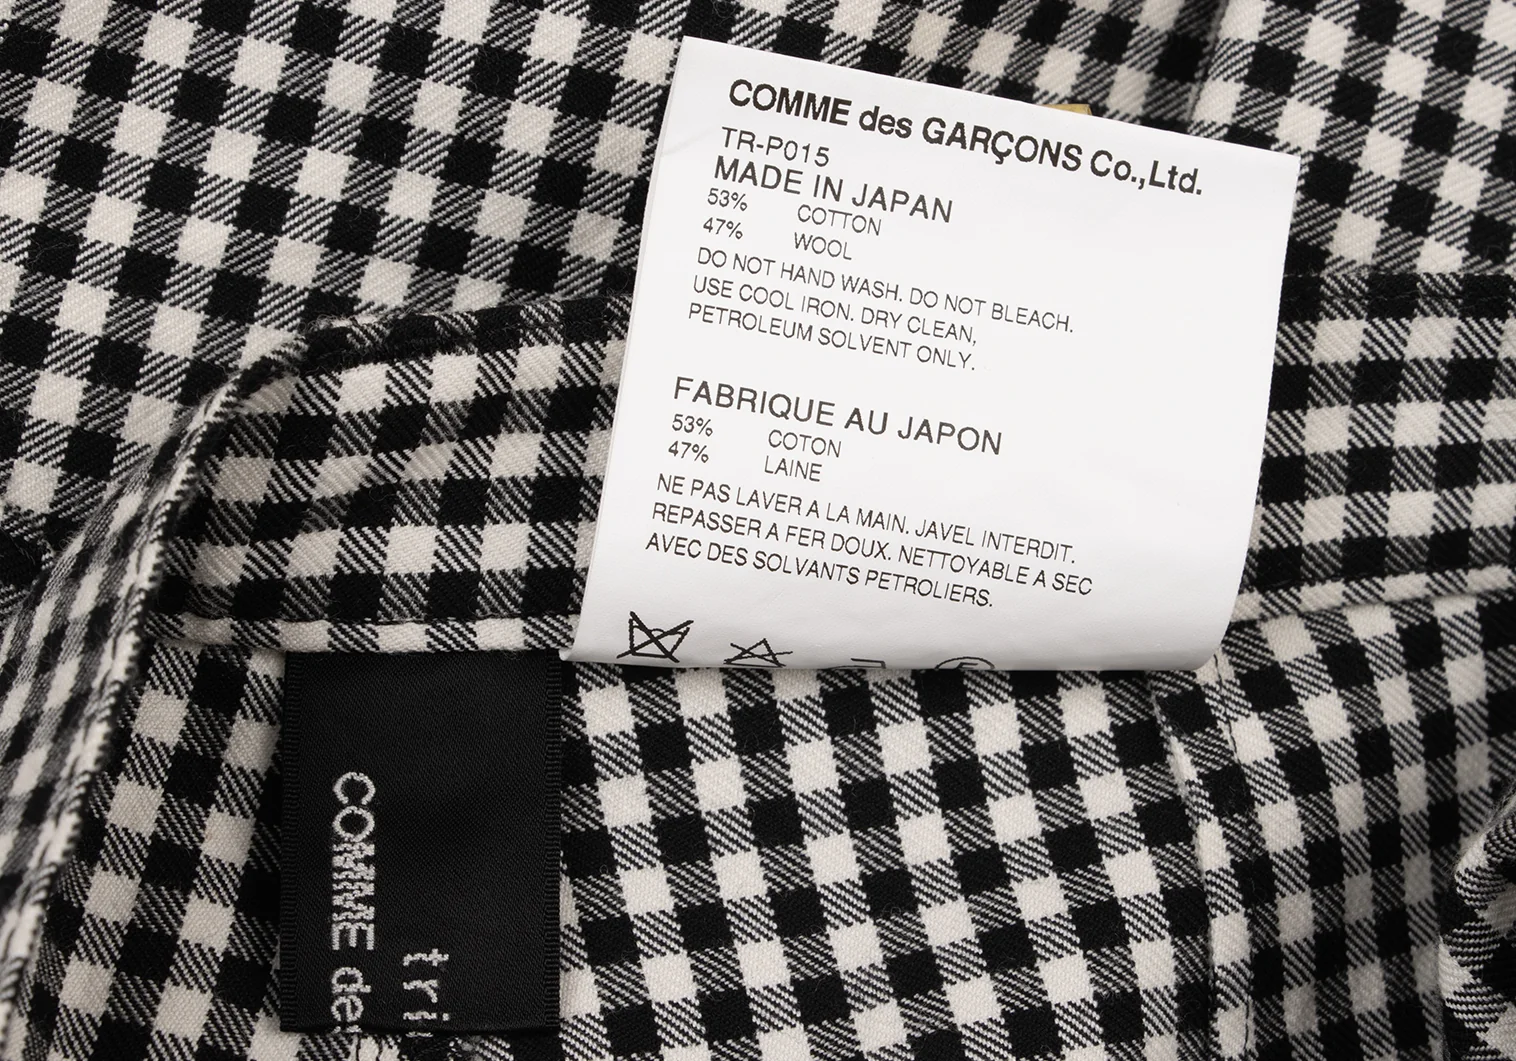 COMME des GARÇONS Co.,Ltd.
TR-P015
MADE IN JAPAN
53% COTTON
47% WOOL
DO NOT HAND WASH. DO NOT BLEACH.
USE COOL IRON. DRY CLEAN,
PETROLEUM SOLVENT ONLY.
FABRIQUE AU JAPON
53% COTON
47% LAINE
NE PAS LAVER A LA MAIN. JAVEL INTERDIT.
REPASSER A FER DOUX. NETTOYABLE A SEC
AVEC DES SOLVANTS PETROLIERS.
tri
COMME des